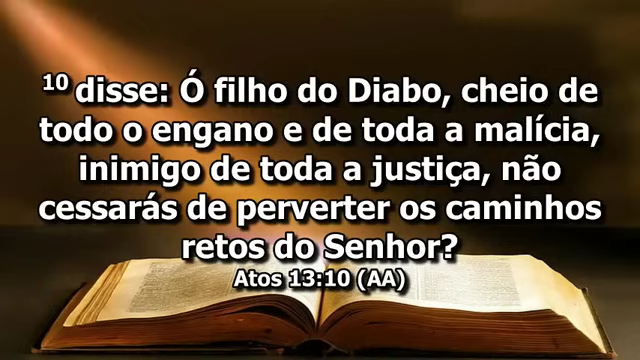 10 disse: Ó filho do Diabo, cheio de
todo o engano e de toda a malícia,
inimigo de toda a justiça, não
cessarás de perverter os caminhos
retos do Senhor?
Atos 13:10 (AA)